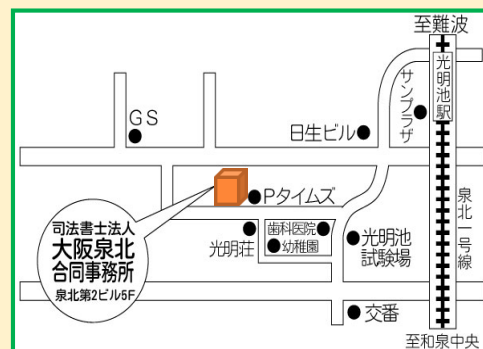 至難波
光明池駅
サンプラザ
GS
日生ビル
Pタイムズ
泉北一号線
司法書士法人
大阪泉北
合同事務所
泉北第2ビル5F
光明荘
歯科医院
幼稚園
光明池
試験場
交番
至和泉中央